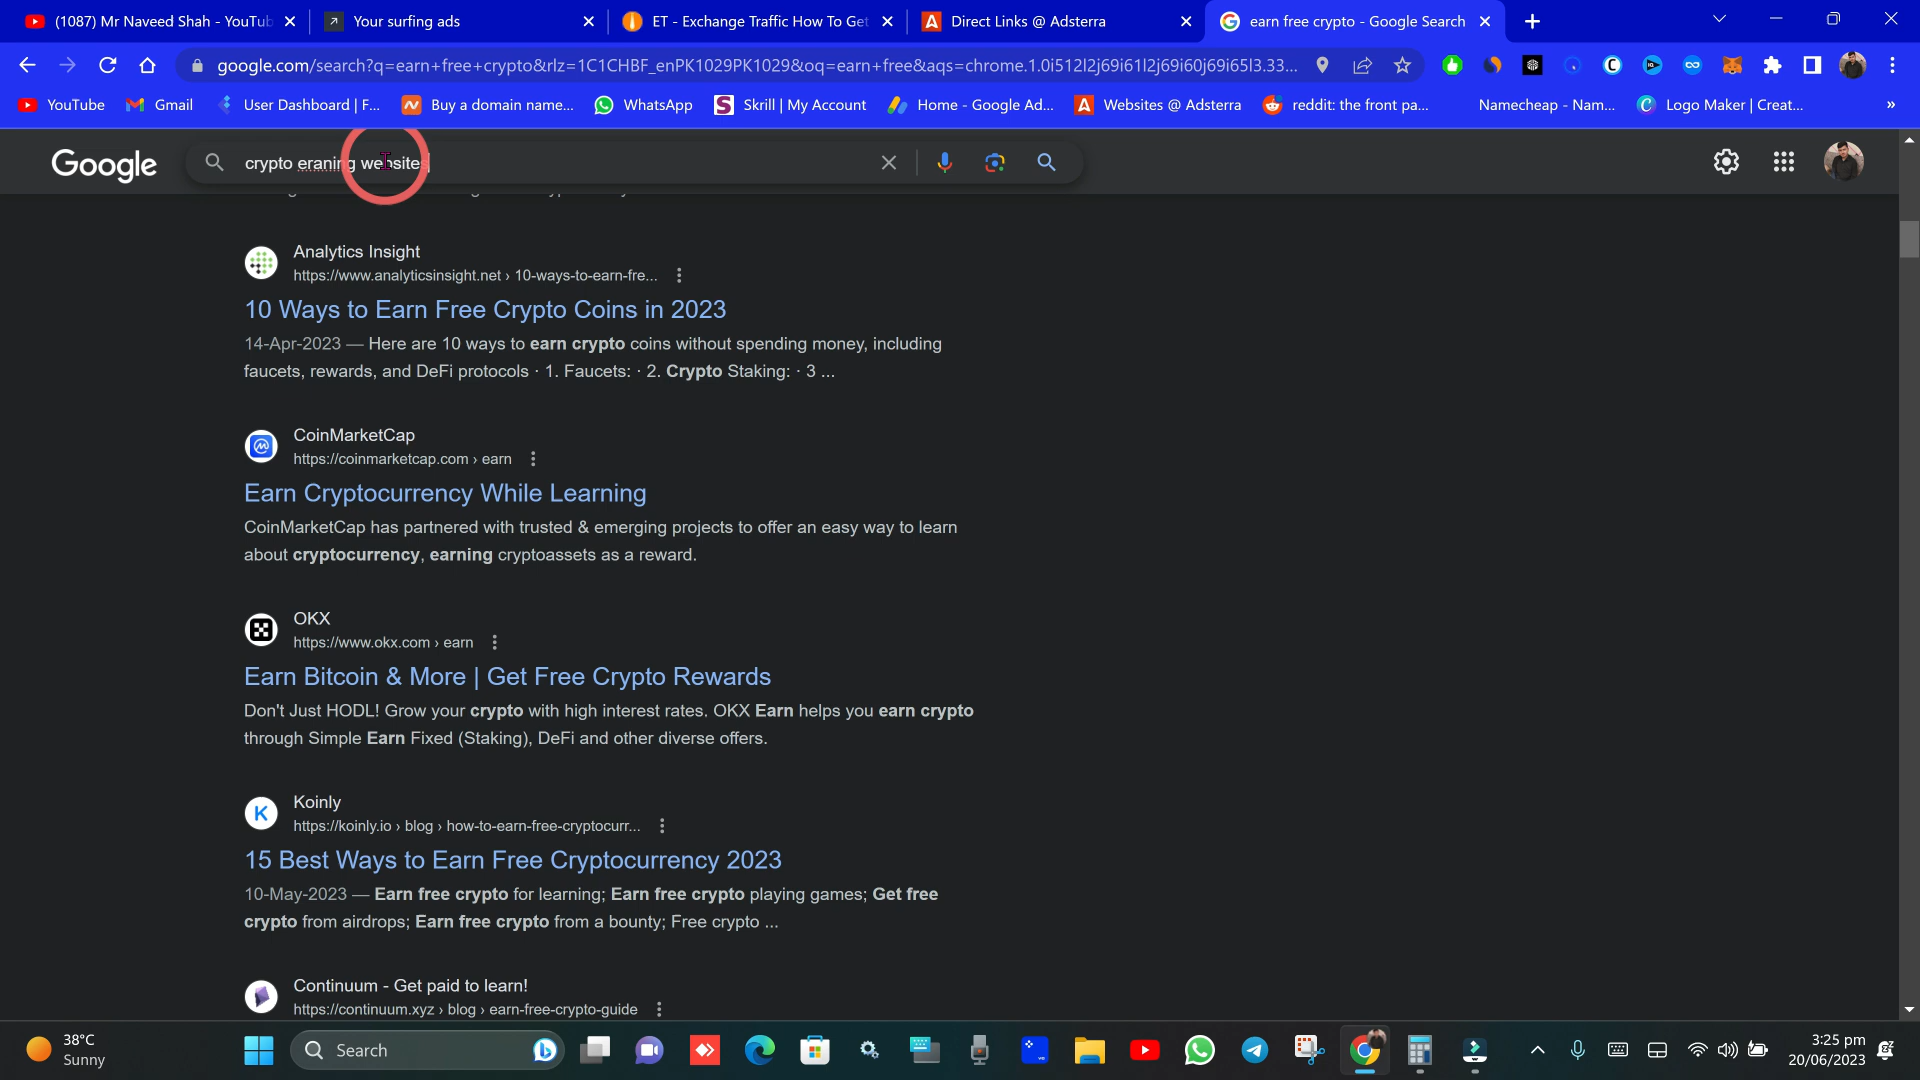 (1087) Mr Naveed Shah - YouTub
Your surfing ads
ET - Exchange Traffic How To Get
Direct Links @ Adsterra
earn free crypto - Google Search
google.com/search?q=earn+free+crypto&rlz=1C1CHBF_enPK1029PK1029&oq=earn+free&aqs=chrome.1.0i512l2j69i61l2j69i60j69i65l3.33...
YouTube
Gmail
User Dashboard | F...
Buy a domain name...
WhatsApp
Skrill | My Account
Home - Google Ad...
Websites @ Adsterra
reddit: the front pa...
Namecheap - Nam...
Logo Maker | Creat...
»
Google
crypto eraning websites
Analytics Insight
https://www.analyticsinsight.net › 10-ways-to-earn-fre...
10 Ways to Earn Free Crypto Coins in 2023
14-Apr-2023 — Here are 10 ways to earn crypto coins without spending money, including
faucets, rewards, and DeFi protocols · 1. Faucets: · 2. Crypto Staking: · 3 ...
CoinMarketCap
https://coinmarketcap.com › earn
Earn Cryptocurrency While Learning
CoinMarketCap has partnered with trusted & emerging projects to offer an easy way to learn
about cryptocurrency, earning cryptoassets as a reward.
OKX
https://www.okx.com › earn
Earn Bitcoin & More | Get Free Crypto Rewards
Don't Just HODL! Grow your crypto with high interest rates. OKX Earn helps you earn crypto
through Simple Earn Fixed (Staking), DeFi and other diverse offers.
Koinly
https://koinly.io › blog › how-to-earn-free-cryptocurr...
15 Best Ways to Earn Free Cryptocurrency 2023
10-May-2023 — Earn free crypto for learning; Earn free crypto playing games; Get free
crypto from airdrops; Earn free crypto from a bounty; Free crypto ...
Continuum - Get paid to learn!
https://continuum.xyz › blog › earn-free-crypto-guide
38°C
Sunny
Search
3:25 pm
20/06/2023